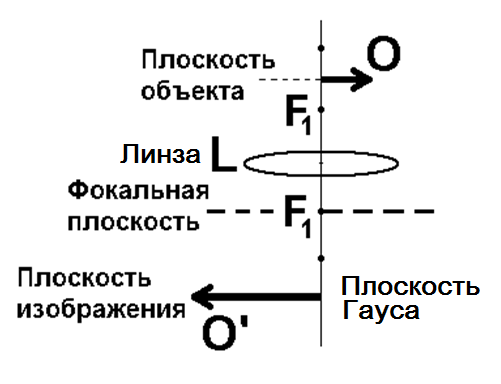 Плоскость
объекта
O
F1
Линза L
Фокальная
плоскость
F1
Плоскость
изображения
O'
Плоскость
Гауса